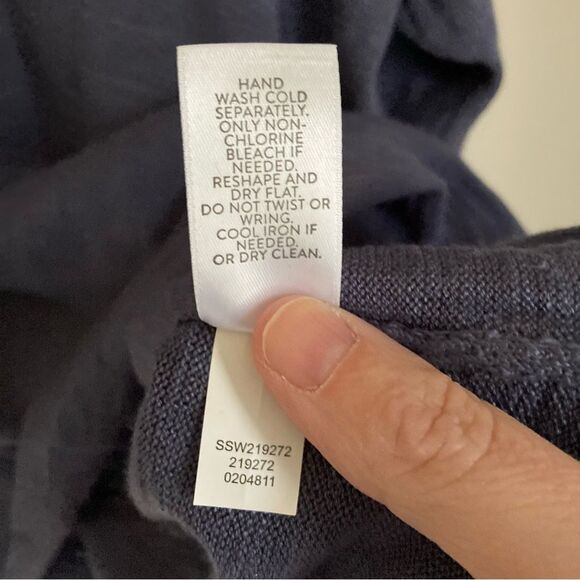 HAND
WASH COLD
SEPARATELY.
ONLY NON-
CHLORINE
BLEACH IF
NEEDED.
RESHAPE AND
DRY FLAT.
DO NOT TWIST OR
WRING.
COOL IRON IF
NEEDED.
OR DRY CLEAN.
SSW219272
219272
0204811